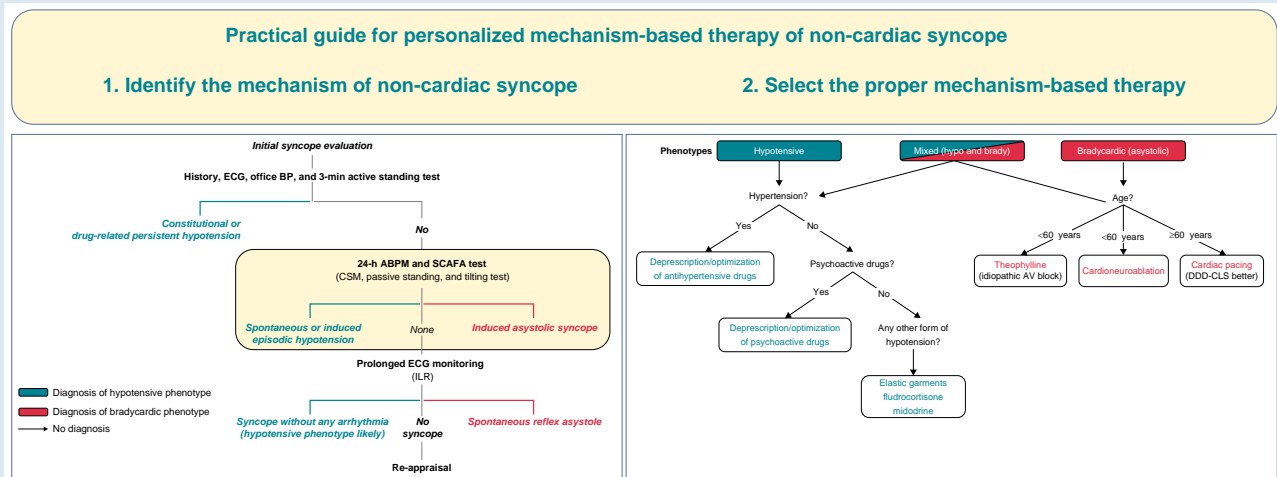 Practical guide for personalized mechanism-based therapy of non-cardiac syncope
1. Identify the mechanism of non-cardiac syncope
2. Select the proper mechanism-based therapy
Initial syncope evaluation
History, ECG, office BP, and 3-min active standing test
Constitutional or
drug-related persistent hypotension
No
24-h ABPM and SCAFA test
(CSM, passive standing, and tilting test)
Spontaneous or induced
episodic hypotension
None
Induced asystolic syncope
Prolonged ECG monitoring
(ILR)
Diagnosis of hypotensive phenotype
Diagnosis of bradycardic phenotype
No diagnosis
Syncope without any arrhythmia
(hypotensive phenotype likely)
No
syncope
Spontaneous reflex asystole
Re-appraisal
Phenotypes
Hypotensive
Mixed (hypo and brady)
Bradycardic (asystolic)
Hypertension?
Age?
Yes
No
<60 years
<60 years
≥60 years
Deprescription/optimization
of antihypertensive drugs
Psychoactive drugs?
Theophylline
(idiopathic AV block)
Cardioneuroablation
Cardiac pacing
(DDD-CLS better)
Yes
No
Deprescription/optimization
of psychoactive drugs
Any other form of
hypotension?
Elastic garments
fludrocortisone
midodrine